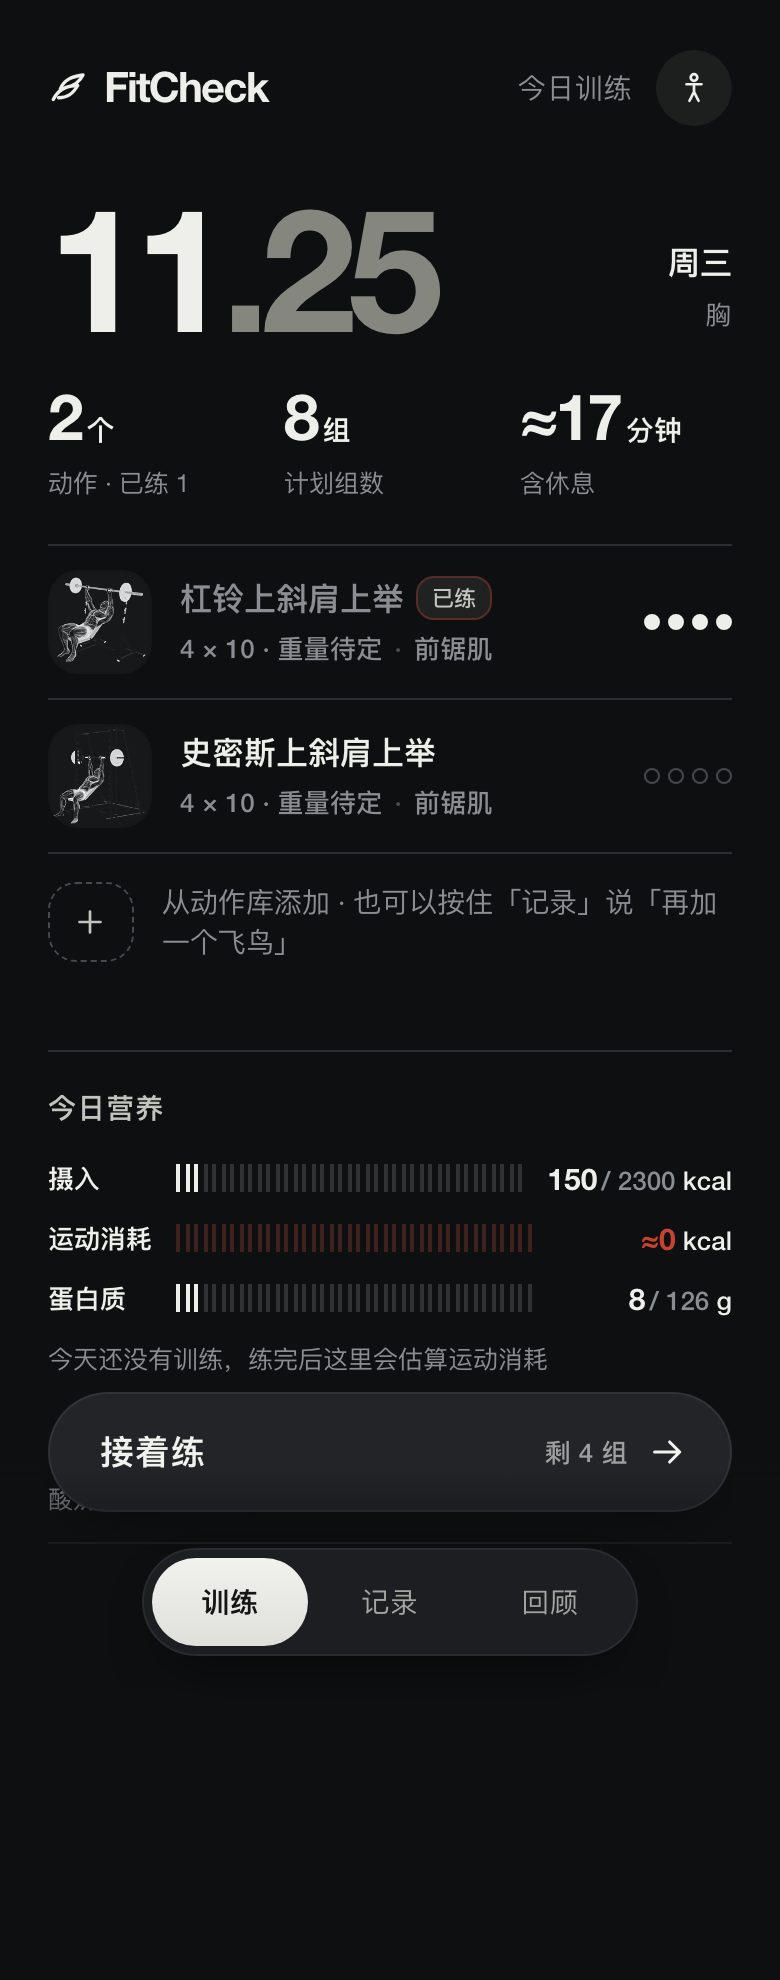 FitCheck
今日训练
11.25
周三
胸
2个
8组
≈17分钟
动作 · 已练 1
计划组数
含休息
杠铃上斜肩上举 已练
4 × 10 · 重量待定 · 前锯肌
史密斯上斜肩上举
4 × 10 · 重量待定 · 前锯肌
从动作库添加 · 也可以按住「记录」说「再加
一个飞鸟」
今日营养
摄入 150 / 2300 kcal
运动消耗 ≈0 kcal
蛋白质 8 / 126 g
今天还没有训练，练完后这里会估算运动消耗
接着练 剩 4 组
酸
训练 记录 回顾